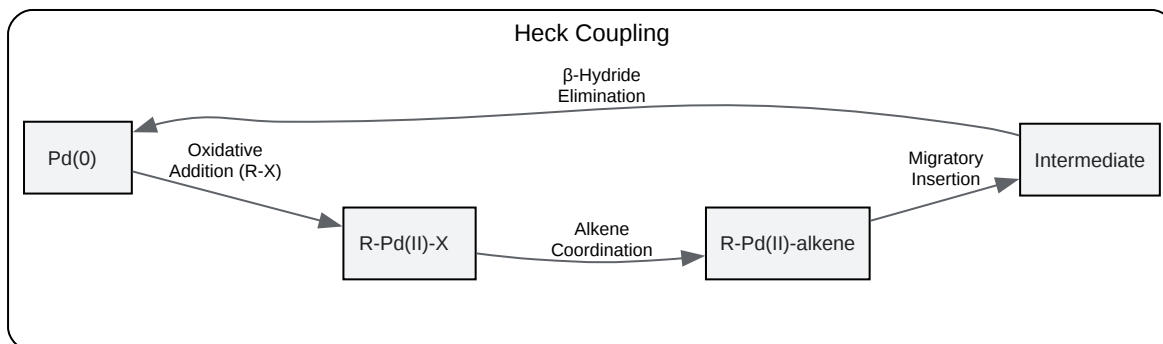 Heck Coupling
β-Hydride
Elimination
Pd(0)
Oxidative
Addition (R-X)
R-Pd(II)-X
Alkene
Coordination
R-Pd(II)-alkene
Migratory
Insertion
Intermediate